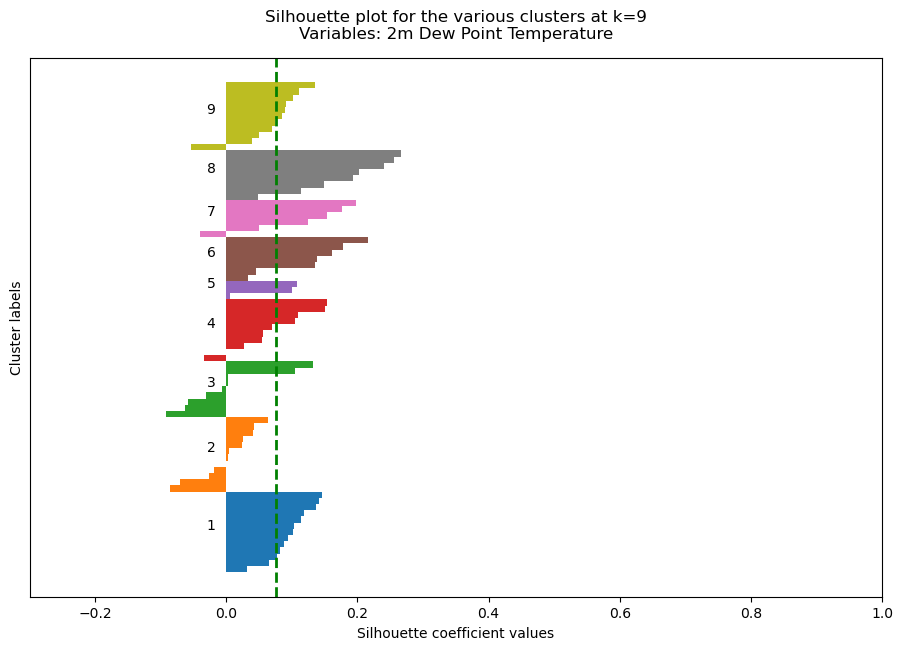 Silhouette plot for the various clusters at k=9
Variables: 2m Dew Point Temperature
9
8
7
6
5
4
3
2
1
Cluster labels
−0.2 0.0 0.2 0.4 0.6 0.8 1.0
Silhouette coefficient values